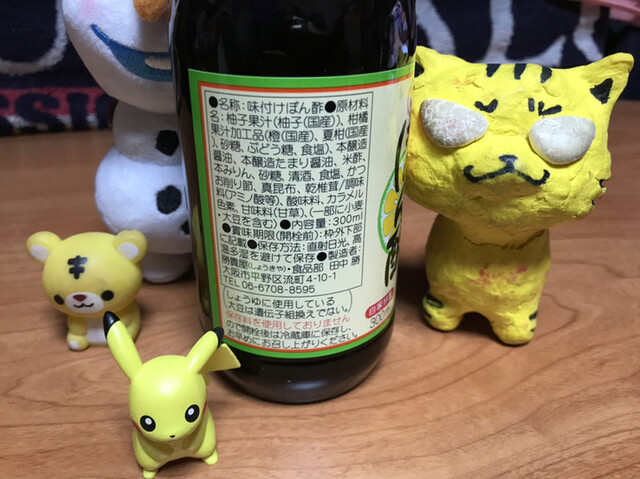 ●名称:味付けぽん酢●原材料
名:柚子果汁(柚子(国産))、柑橘
果汁加工品(橙(国産)、夏柑(国産
)、砂糖、ぶどう糖、食塩)、本醸造
醤油、本醸造たまり醤油、米酢、
本みりん、砂糖、清酒、食塩、かつ
お削り節、真昆布、乾椎茸/調味
料(アミノ酸等)、酸味料、カラメル
色素、甘味料(甘草)、(一部に小麦
・大豆を含む)●内容量:300ml
●賞味期限(開栓前):枠外下部
に記載●保存方法:直射日光、高
温多湿を避けて保存●製造者:
勝貴屋(しょうきや)・食品部 田中 勝
大阪市平野区流町4-10-1
TEL 06-6708-8595
(しょうゆに使用している
大豆は遺伝子組換えでない。)
保存料を使用しておりません
ので開栓後は冷蔵庫に保存し、
お早めにお召し上がりください。
300